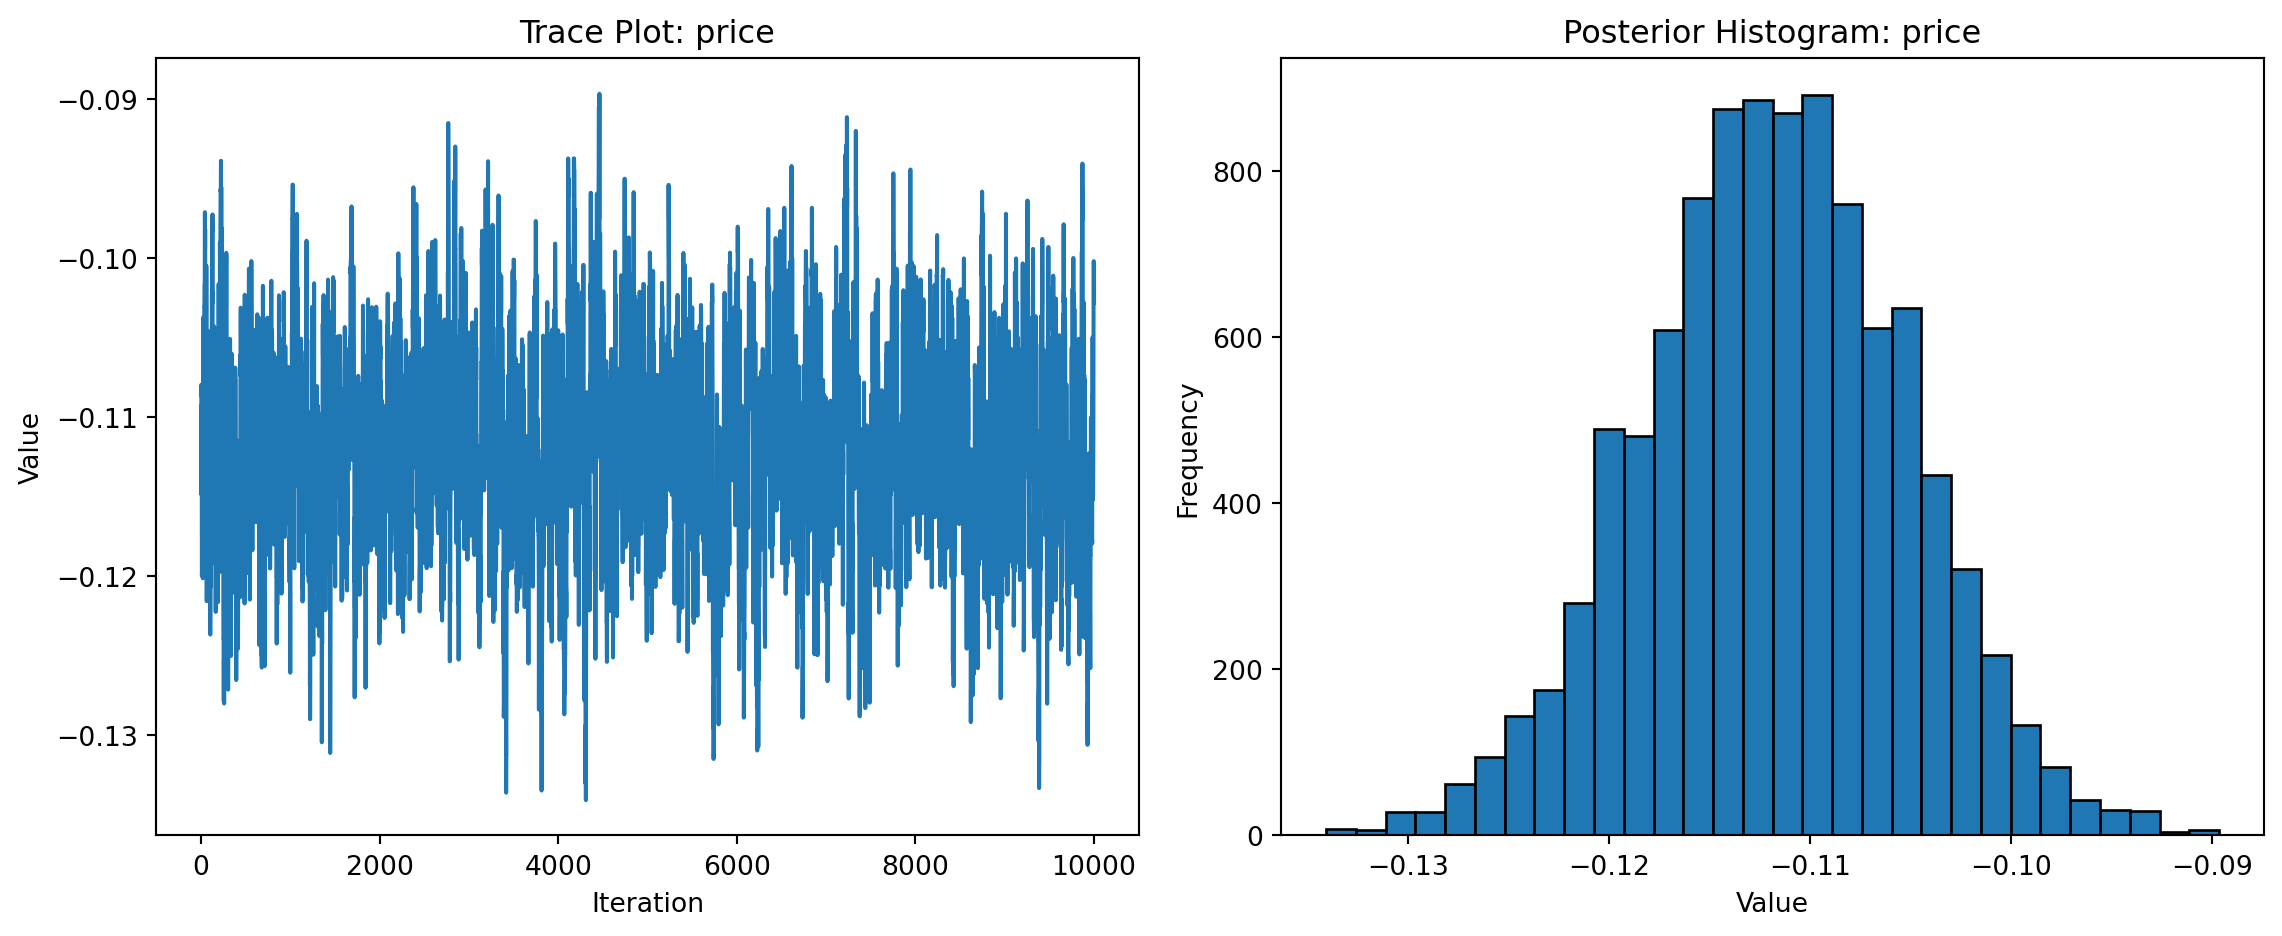 Trace Plot: price
−0.09
−0.10
−0.11
−0.12
−0.13
Value
0 2000 4000 6000 8000 10000
Iteration
Posterior Histogram: price
800
600
400
200
0
Frequency
−0.13 −0.12 −0.11 −0.10 −0.09
Value